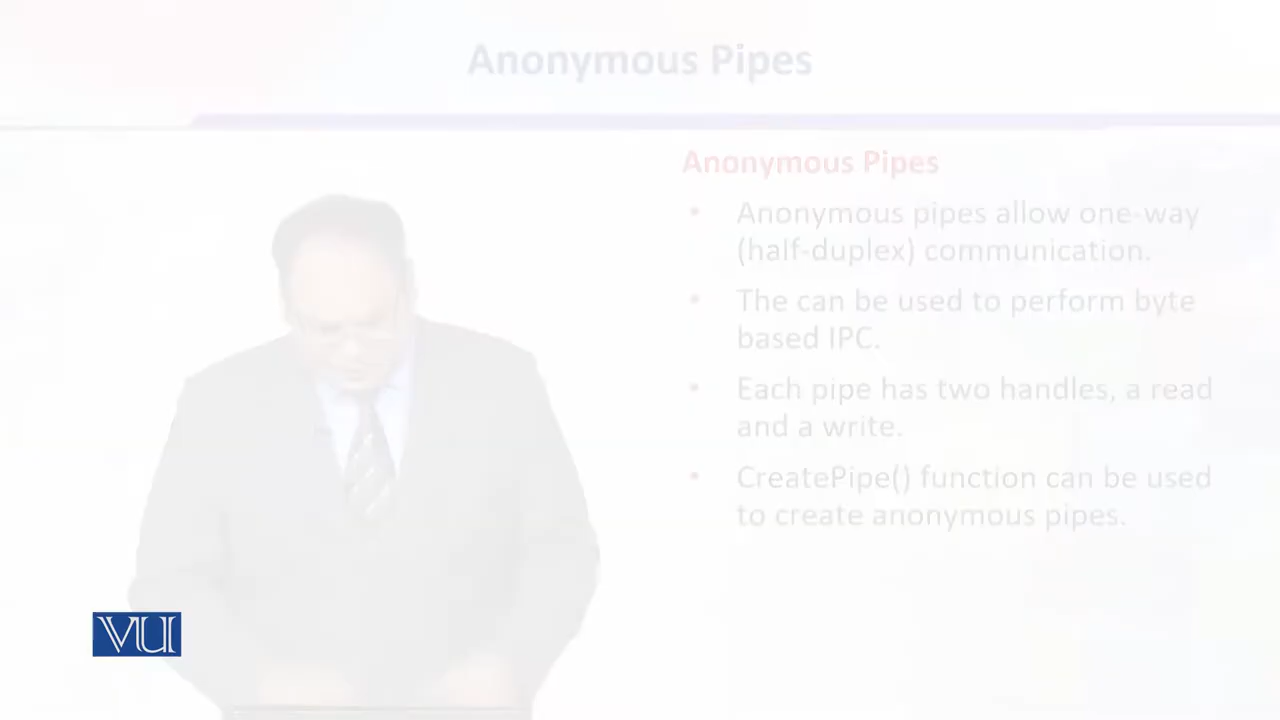 Anonymous Pipes
Anonymous Pipes
• Anonymous pipes allow one-way
(half-duplex) communication.
• The can be used to perform byte
based IPC.
• Each pipe has two handles, a read
and a write.
• CreatePipe() function can be used
to create anonymous pipes.
VU